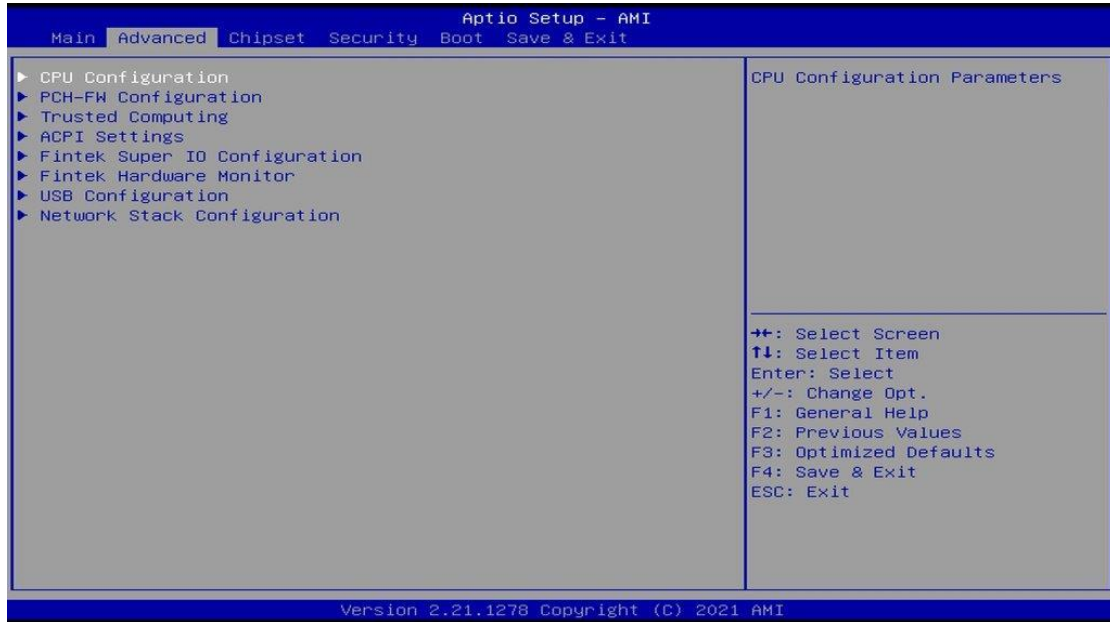 Aptio Setup – AMI
Main Advanced Chipset Security Boot Save & Exit
▶ CPU Configuration
▶ PCH-FW Configuration
▶ Trusted Computing
▶ ACPI Settings
▶ Fintek Super IO Configuration
▶ Fintek Hardware Monitor
▶ USB Configuration
▶ Network Stack Configuration
CPU Configuration Parameters
→←: Select Screen
↑↓: Select Item
Enter: Select
+/-: Change Opt.
F1: General Help
F2: Previous Values
F3: Optimized Defaults
F4: Save & Exit
ESC: Exit
Version 2.21.1278 Copyright (C) 2021 AMI